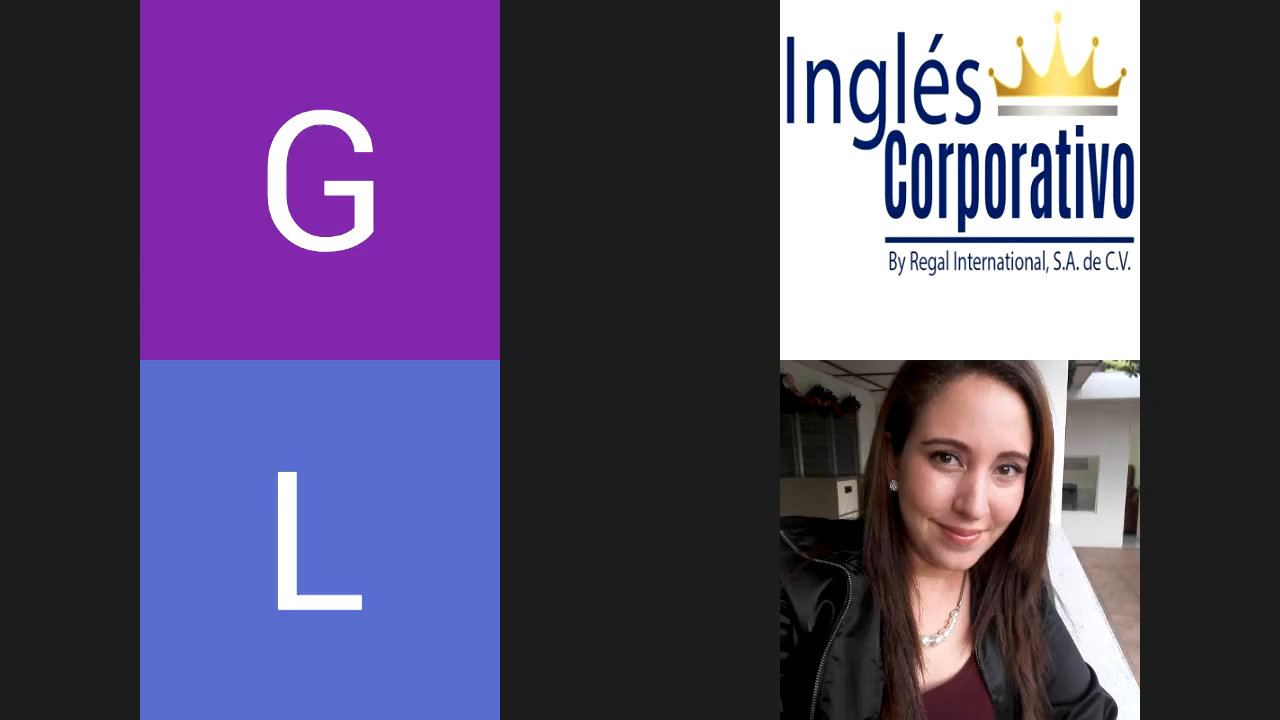 G
Inglés
Corporativo
By Regal International, S.A. de C.V.
L